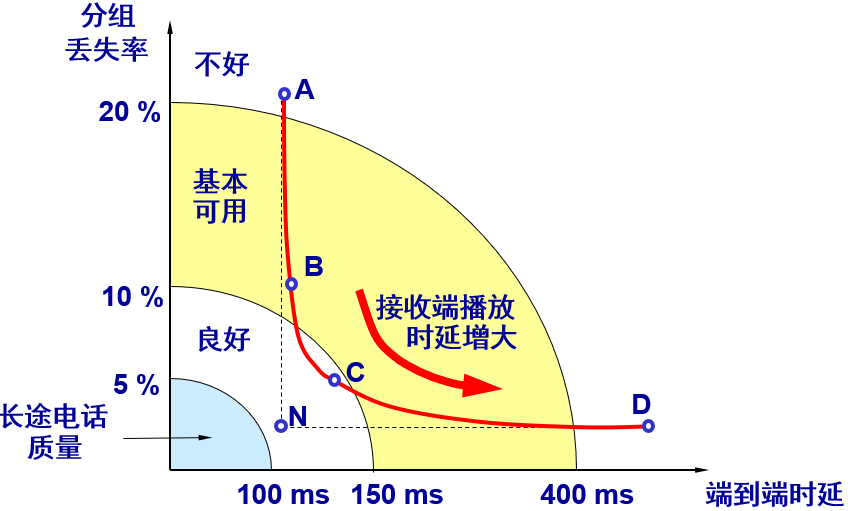 分组
丢失率
不好
A
20 %
基本
可用
B
10 %
接收端播放
时延增大
良好
C
5 %
长途电话
质量
N
D
100 ms
150 ms
400 ms
端到端时延